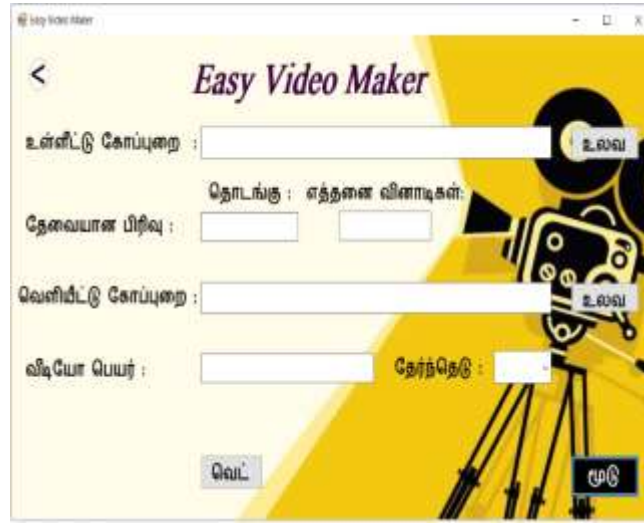 Easy Video Maker
<
Easy Video Maker
உள்ளீட்டு கோப்புறை : உலவ
தொடங்கு : எத்தனை வினாடிகள்:
தேவையான பிரிவு :
வெளியீட்டு கோப்புறை : உலவ
வீடியோ பெயர் : தேர்ந்தெடு :
வெட் மூடு